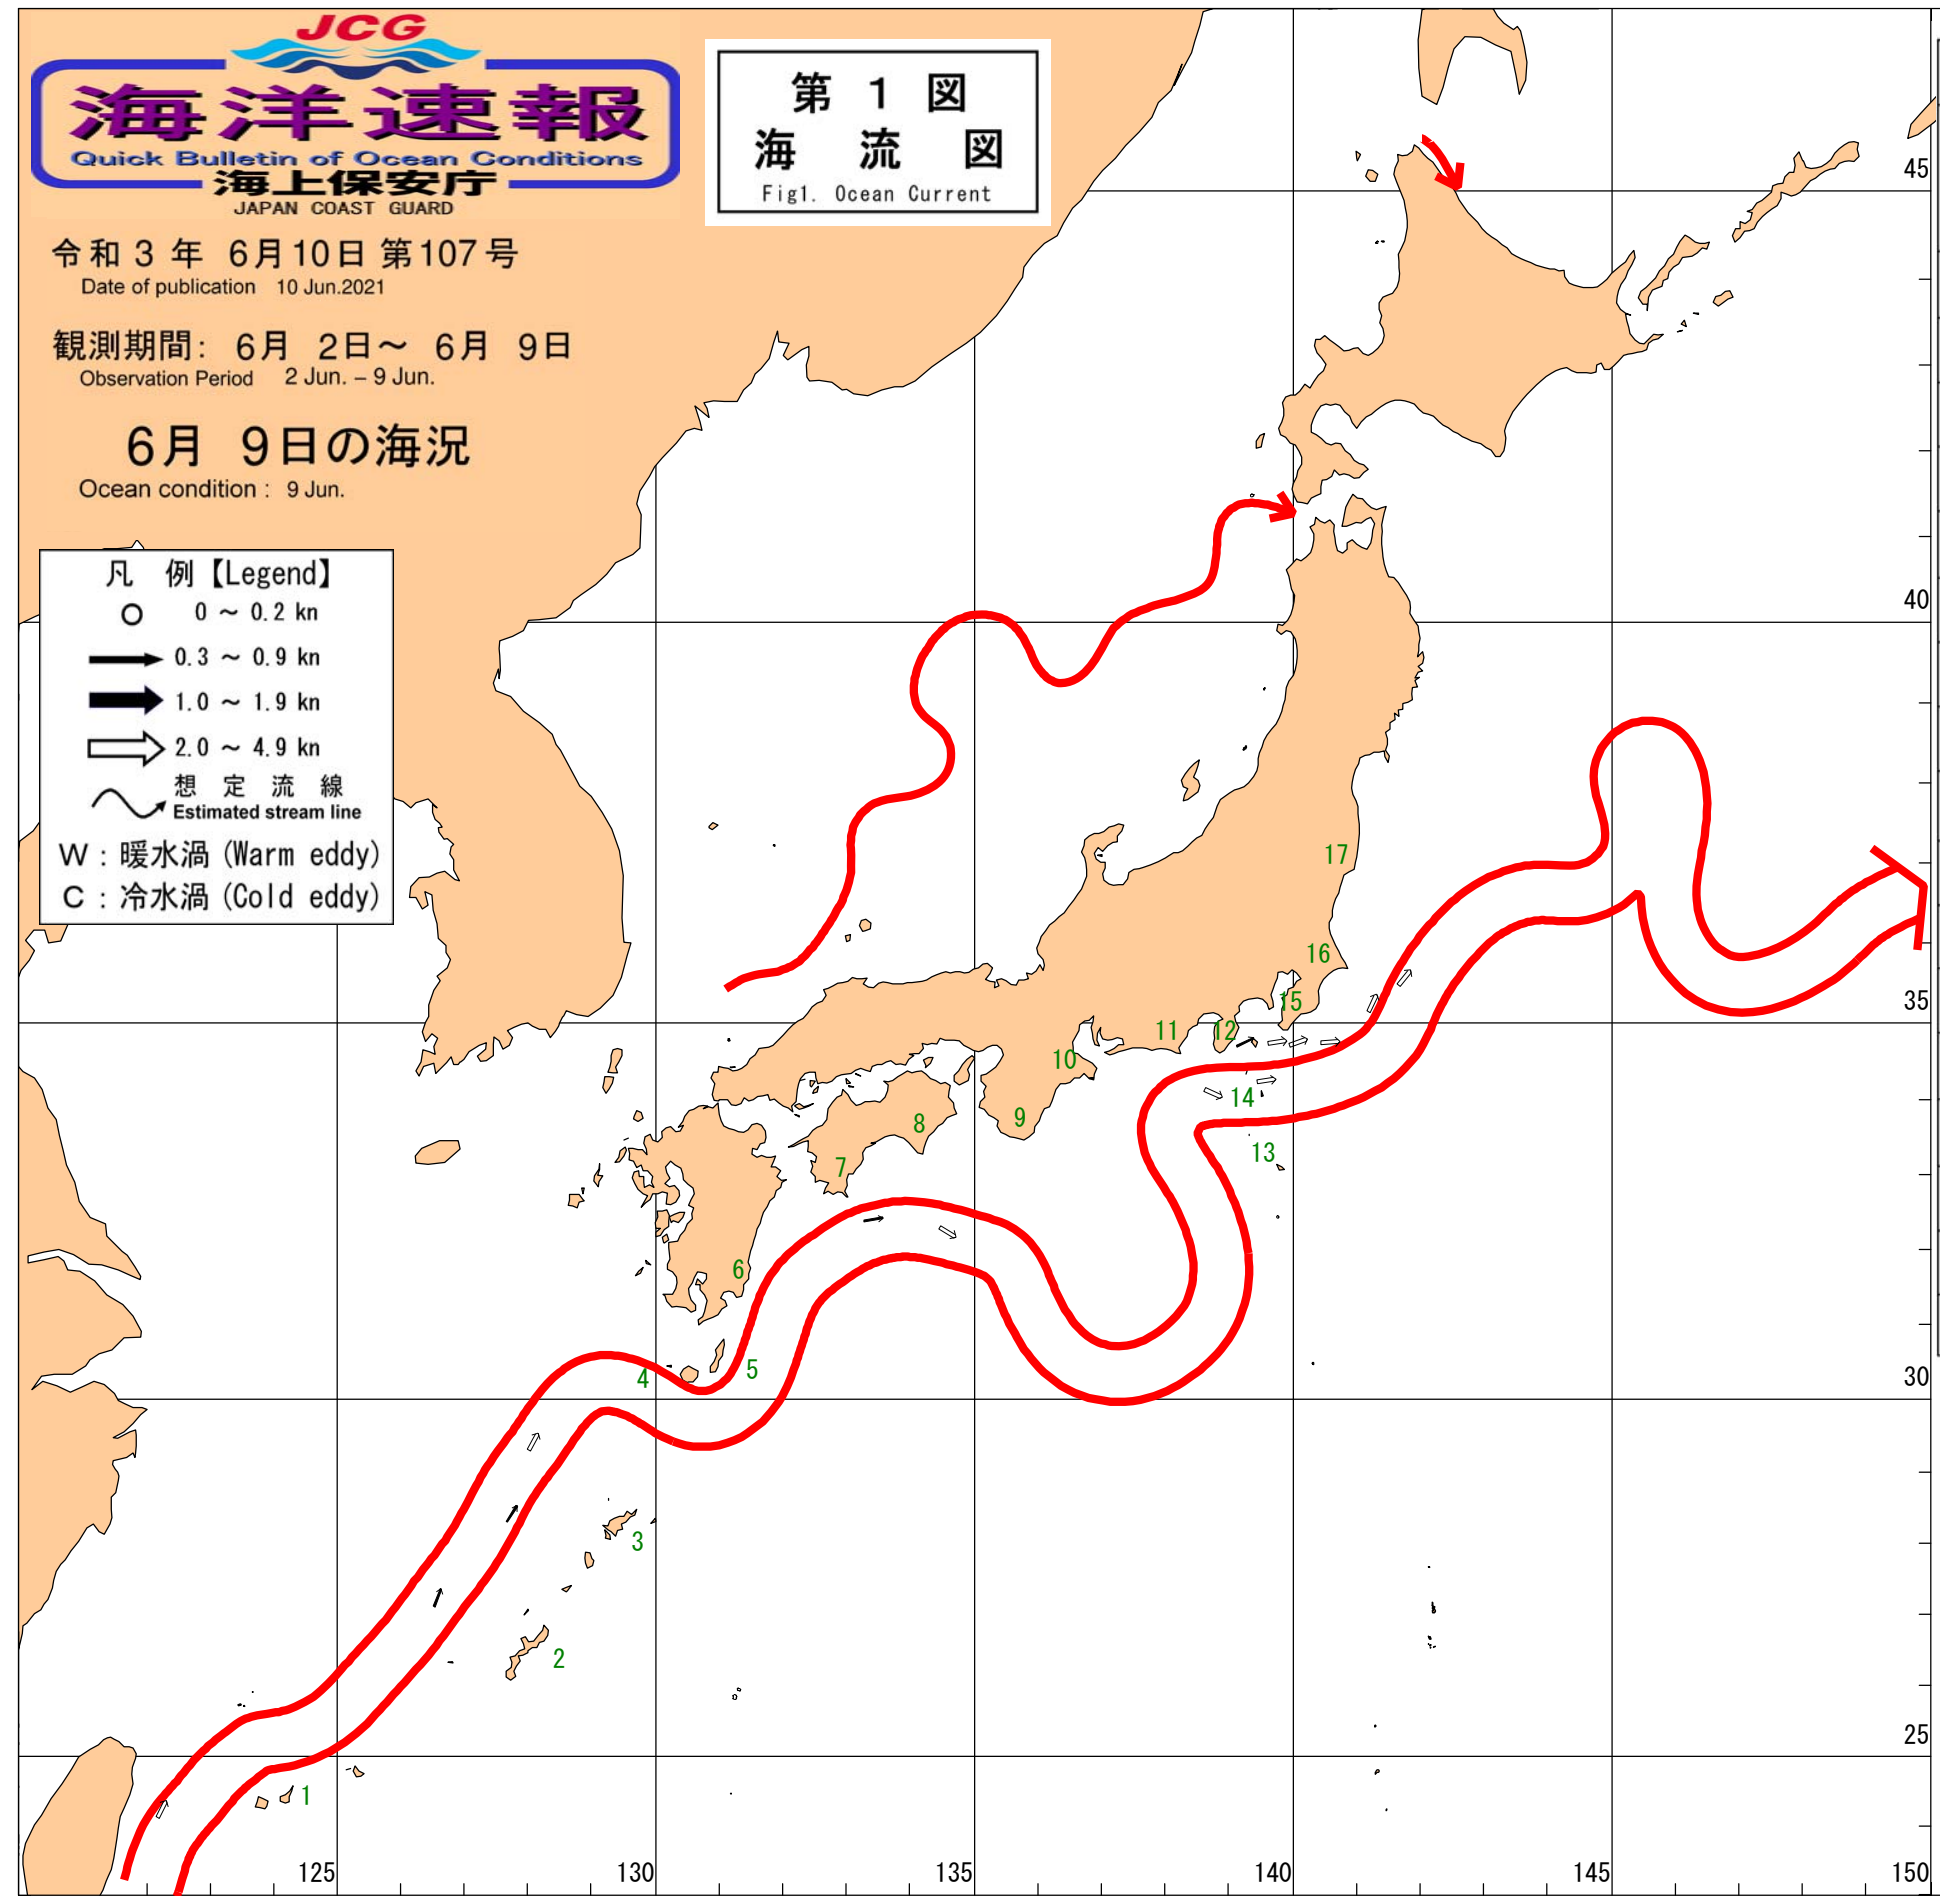 JCG
海洋速報
Quick Bulletin of Ocean Conditions
海上保安庁
JAPAN COAST GUARD
第 1 図
海 流 図
Fig1. Ocean Current
令和 3 年 6月10日 第107号
Date of publication 10 Jun.2021
観測期間: 6月 2日～ 6月 9日
Observation Period 2 Jun. – 9 Jun.
6月 9日の海況
Ocean condition : 9 Jun.
凡 例【Legend】
0 ～ 0.2 kn
0.3 ～ 0.9 kn
1.0 ～ 1.9 kn
2.0 ～ 4.9 kn
想 定 流 線
Estimated stream line
W : 暖水渦 (Warm eddy)
C : 冷水渦 (Cold eddy)
45
40
17
16
35
15
12
11
10
14
9
8
13
7
6
5
4
30
3
2
25
1
125
130
135
140
145
150